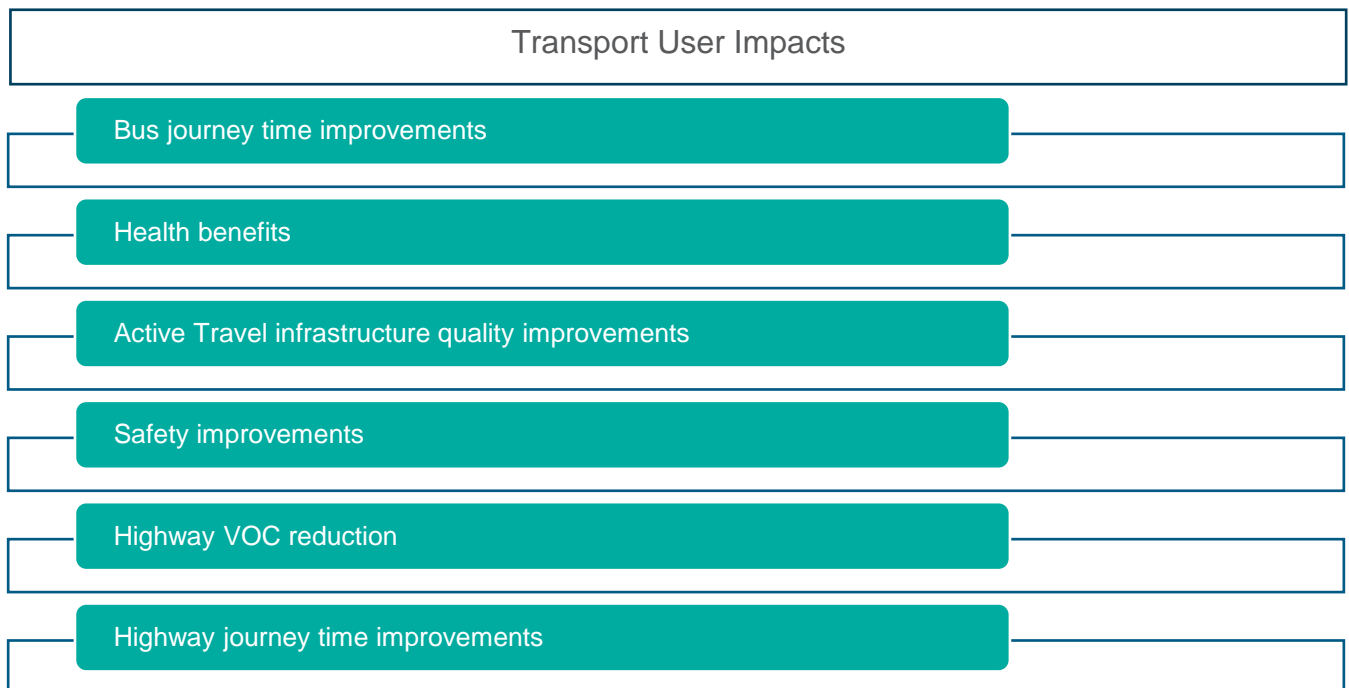 Transport User Impacts
Bus journey time improvements
Health benefits
Active Travel infrastructure quality improvements
Safety improvements
Highway VOC reduction
Highway journey time improvements